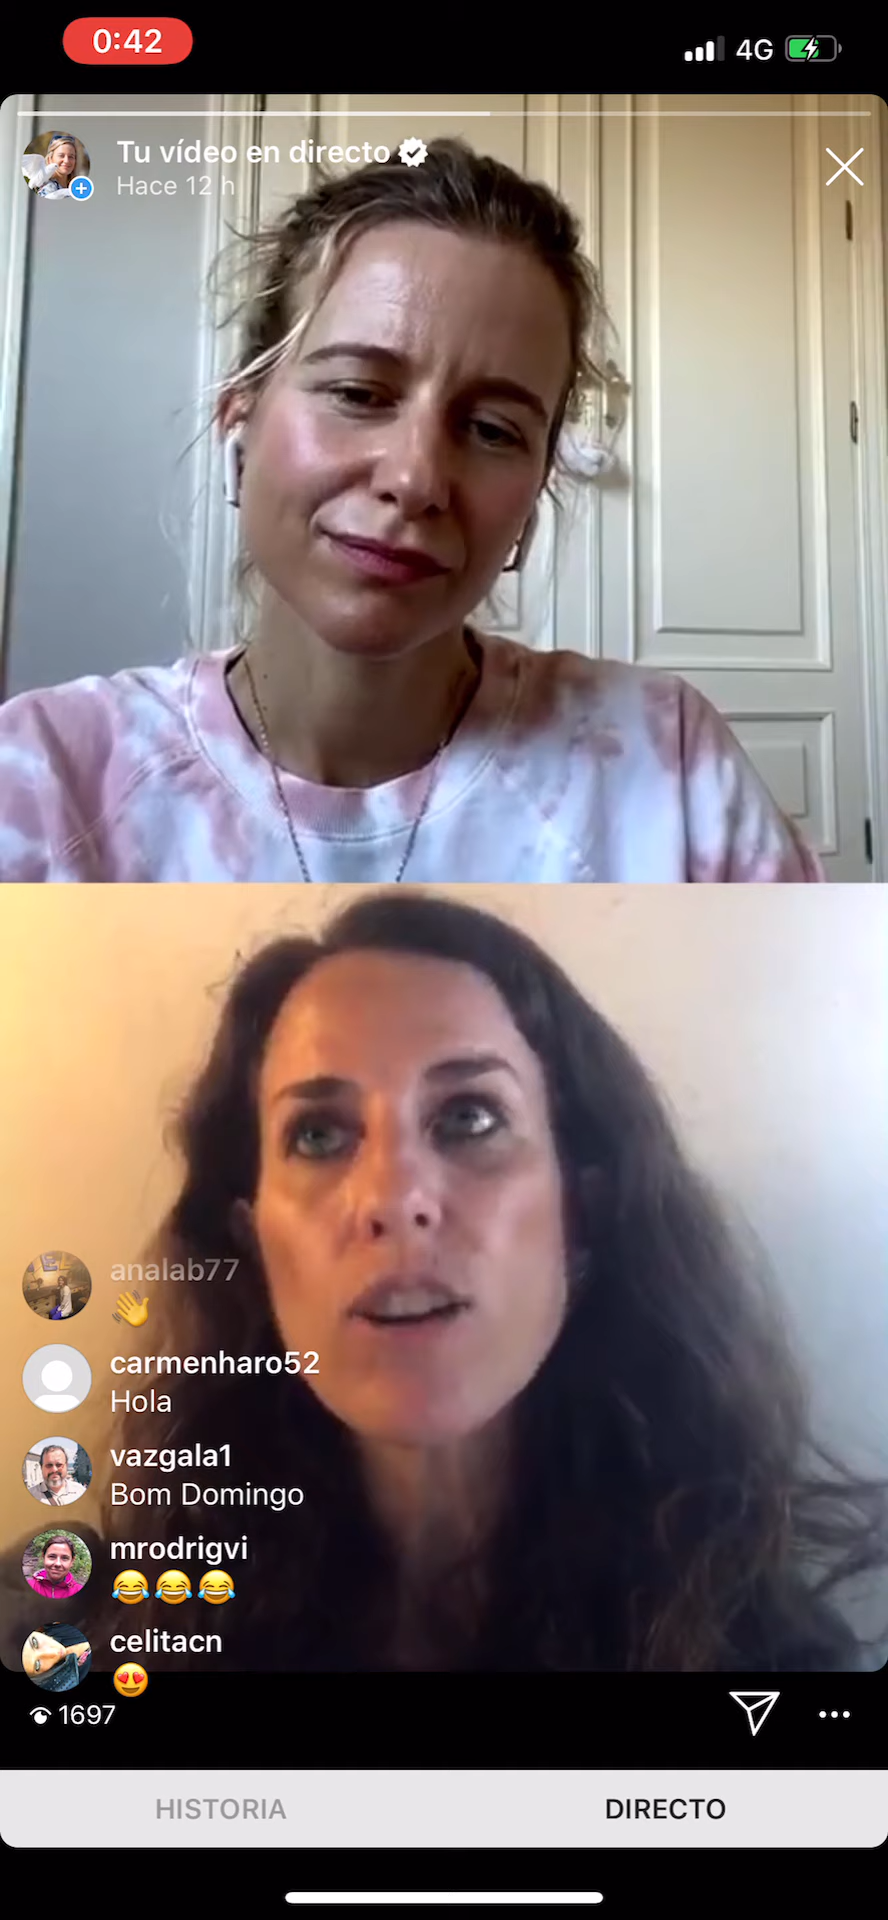 0:42
4G
Tu vídeo en directo
Hace 12 h
analab77
👋
carmenharo52
Hola
vazgala1
Bom Domingo
mrodrigvi
😂😂😂
celitacn
😍
1697
HISTORIA
DIRECTO